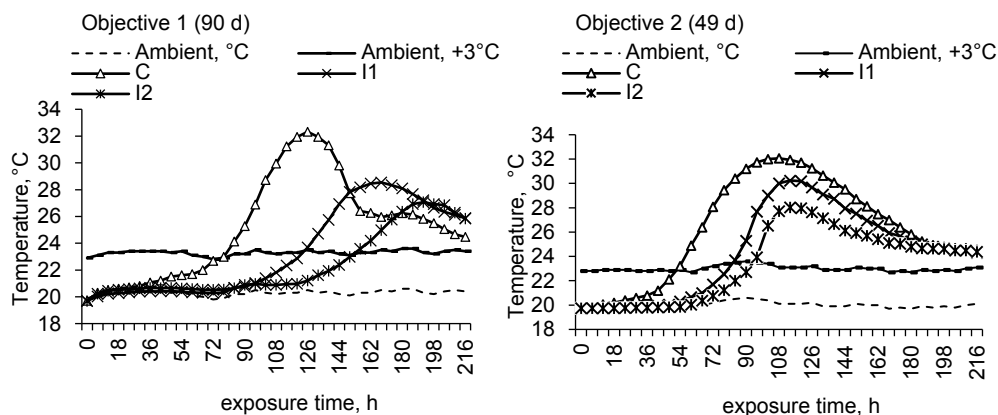 Objective 1 (90 d)
Ambient, °C
Ambient, +3°C
C
I1
I2
Temperature,°C
34
32
30
28
26
24
22
20
18
0
18
36
54
72
90
108
126
144
162
180
198
216
exposure time, h
Objective 2 (49 d)
Ambient, °C
Ambient, +3°C
C
I1
I2
Temperature, °C
34
32
30
28
26
24
22
20
18
0
18
36
54
72
90
108
126
144
162
180
198
216
exposure time, h